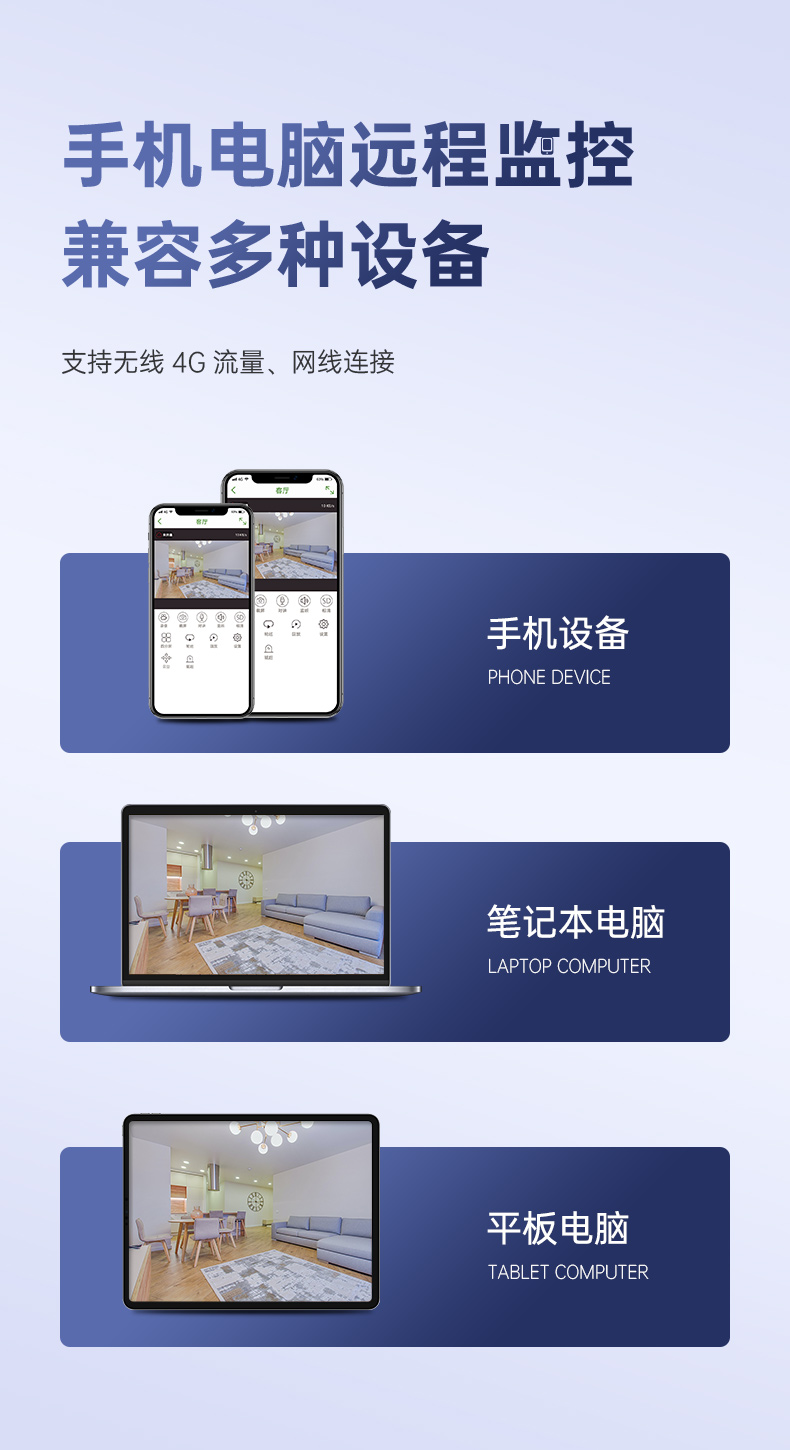 手机电脑远程监控
兼容多种设备
支持无线 4G 流量、网线连接
客厅
客厅
手机设备
PHONE DEVICE
笔记本电脑
LAPTOP COMPUTER
平板电脑
TABLET COMPUTER